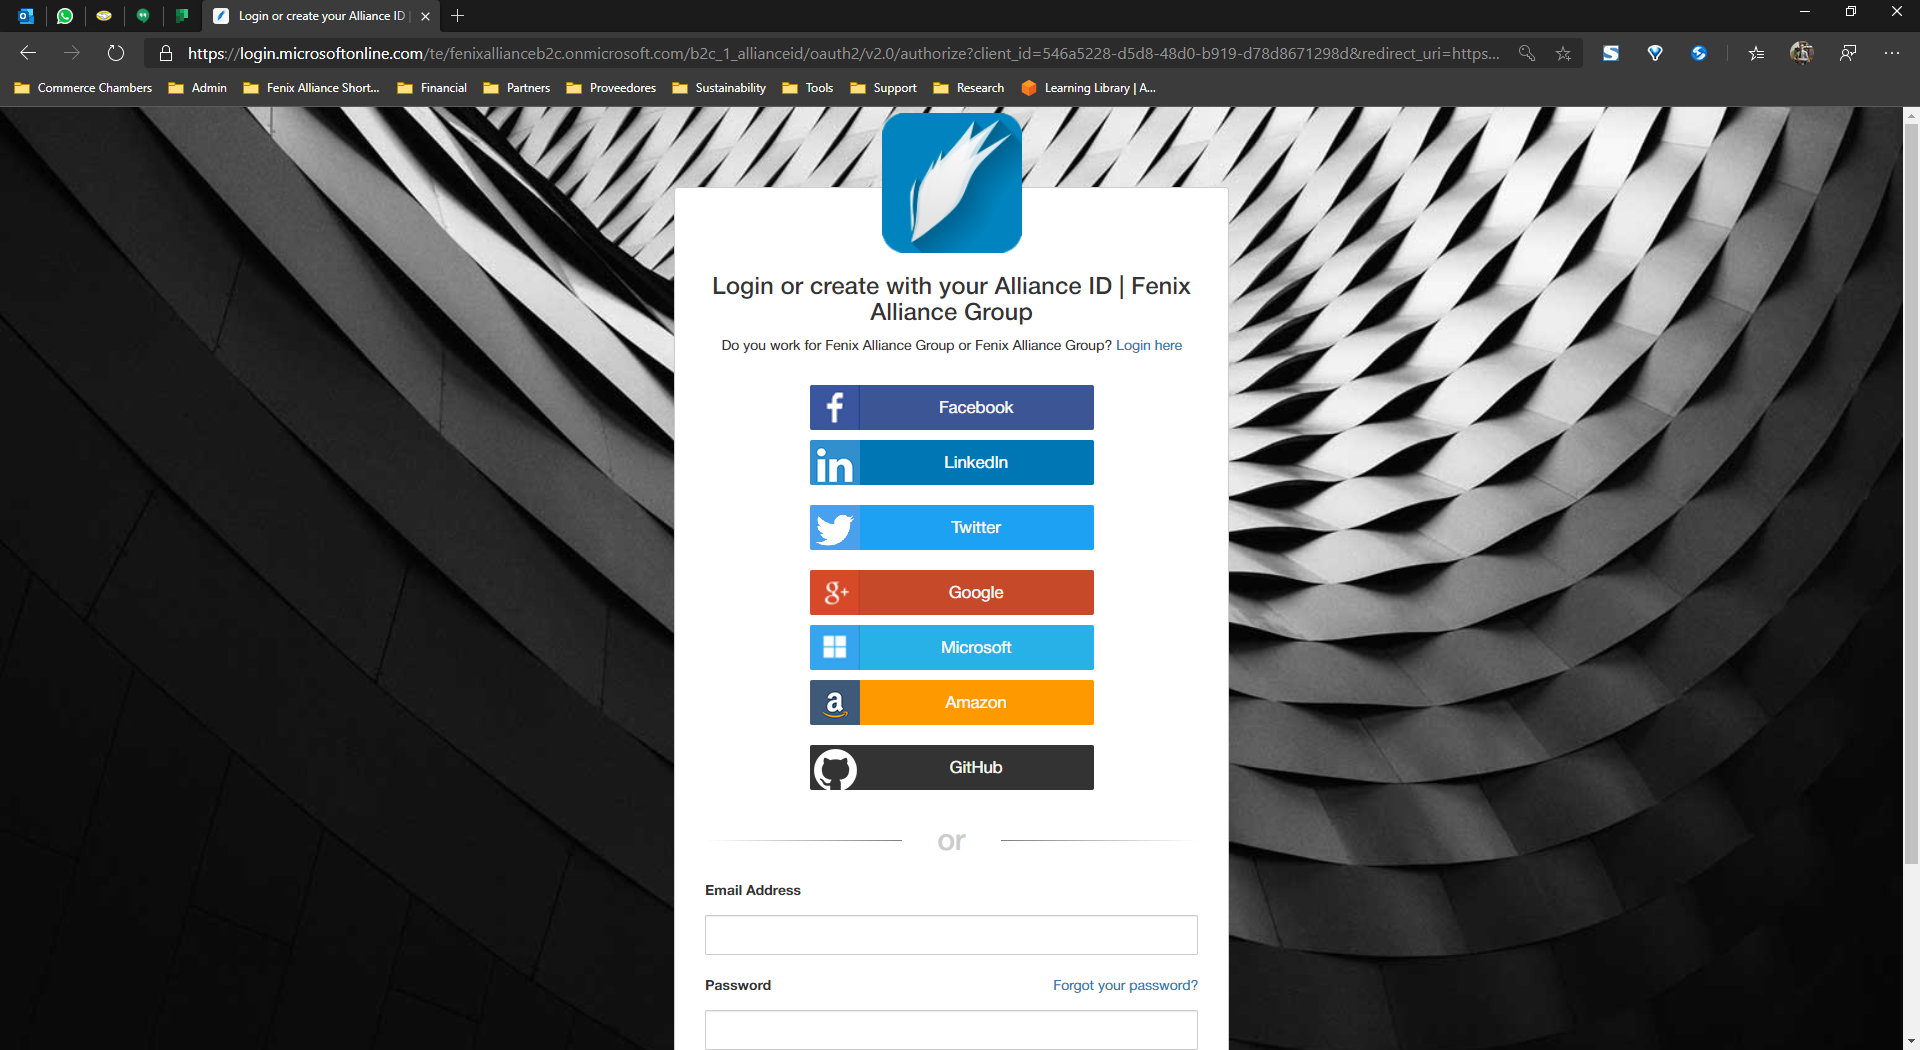 Login or create your Alliance ID |
https://login.microsoftonline.com/te/fenixallianceb2c.onmicrosoft.com/b2c_1_allianceid/oauth2/v2.0/authorize?client_id=546a5228-d5d8-48d0-b919-d78d8671298d&redirect_uri=https...
Commerce Chambers Admin Fenix Alliance Short... Financial Partners Proveedores Sustainability Tools Support Research Learning Library | A...
Login or create with your Alliance ID | Fenix
Alliance Group
Do you work for Fenix Alliance Group or Fenix Alliance Group? Login here
Facebook
in LinkedIn
Twitter
g+ Google
Microsoft
a Amazon
GitHub
or
Email Address
Password Forgot your password?